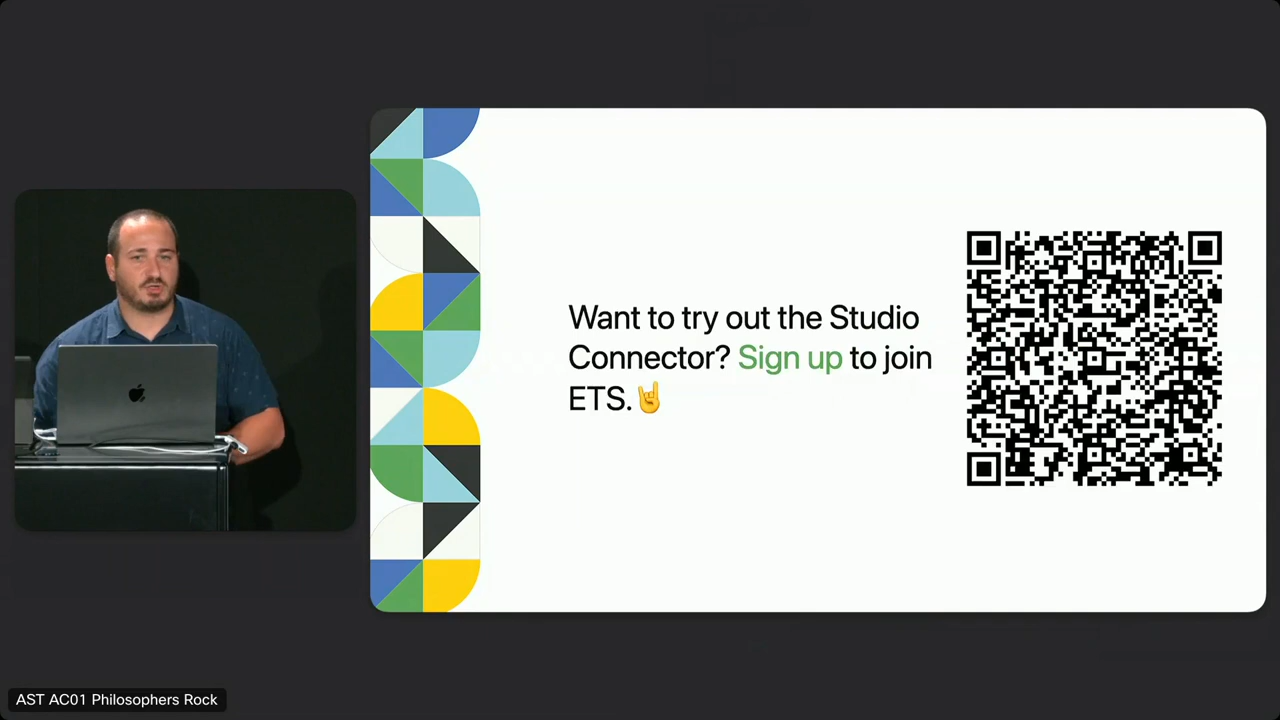 Want to try out the Studio
Connector? Sign up to join
ETS.🤘
AST AC01 Philosophers Rock